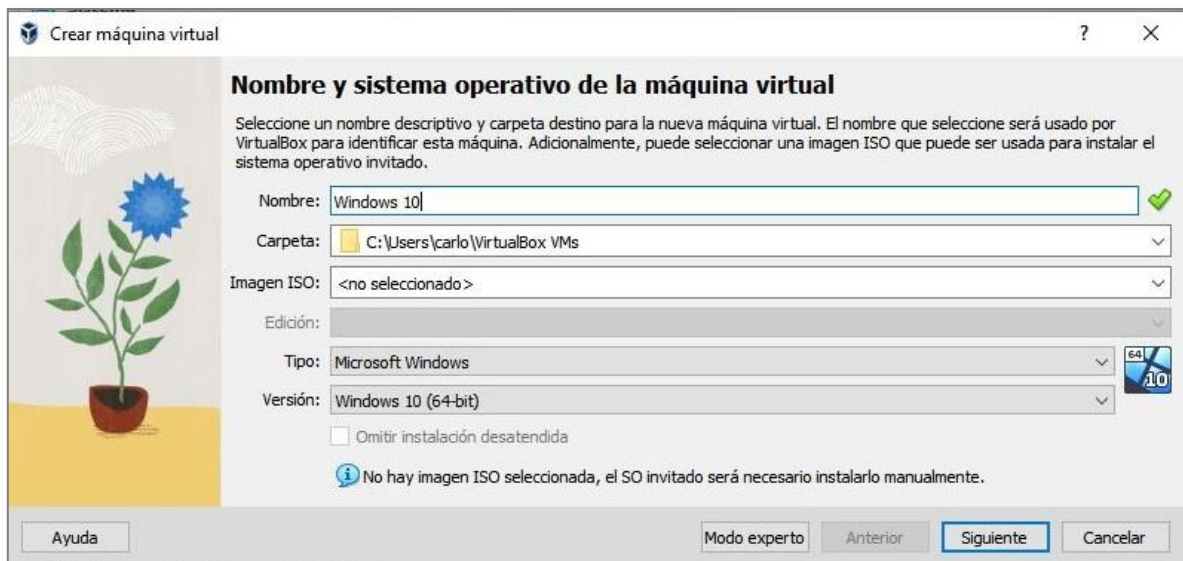 Crear máquina virtual
?
Nombre y sistema operativo de la máquina virtual
Seleccione un nombre descriptivo y carpeta destino para la nueva máquina virtual. El nombre que seleccione será usado por
VirtualBox para identificar esta máquina. Adicionalmente, puede seleccionar una imagen ISO que puede ser usada para instalar el
sistema operativo invitado.
Nombre: Windows 10
Carpeta: C:\Users\carlo\VirtualBox VMs
Imagen ISO: <no seleccionado>
Edición:
Tipo: Microsoft Windows
64
10
Versión: Windows 10 (64-bit)
Omitir instalación desatendida
No hay imagen ISO seleccionada, el SO invitado será necesario instalarlo manualmente.
Ayuda Modo experto Anterior Siguiente Cancelar